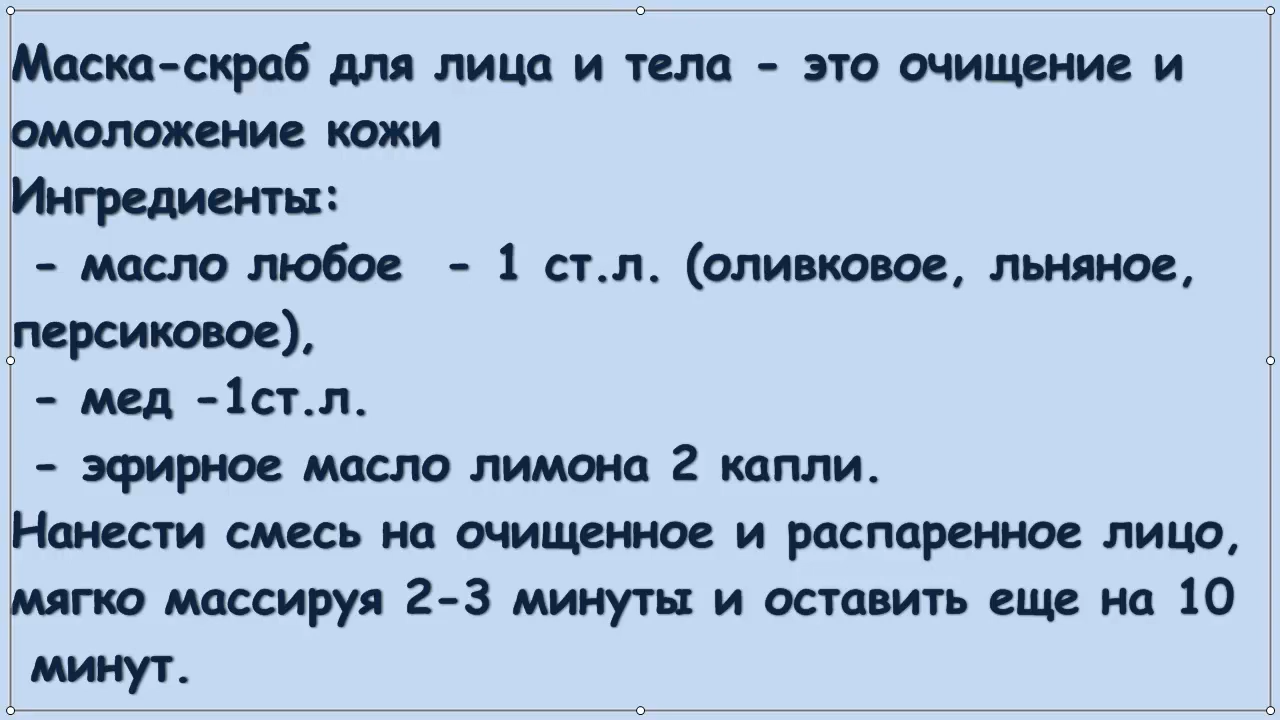 Маска-скраб для лица и тела - это очищение и
омоложение кожи
Ингредиенты:
- масло любое - 1 ст.л. (оливковое, льняное,
персиковое),
- мед -1ст.л.
- эфирное масло лимона 2 капли.
Нанести смесь на очищенное и распаренное лицо,
мягко массируя 2-3 минуты и оставить еще на 10
минут.